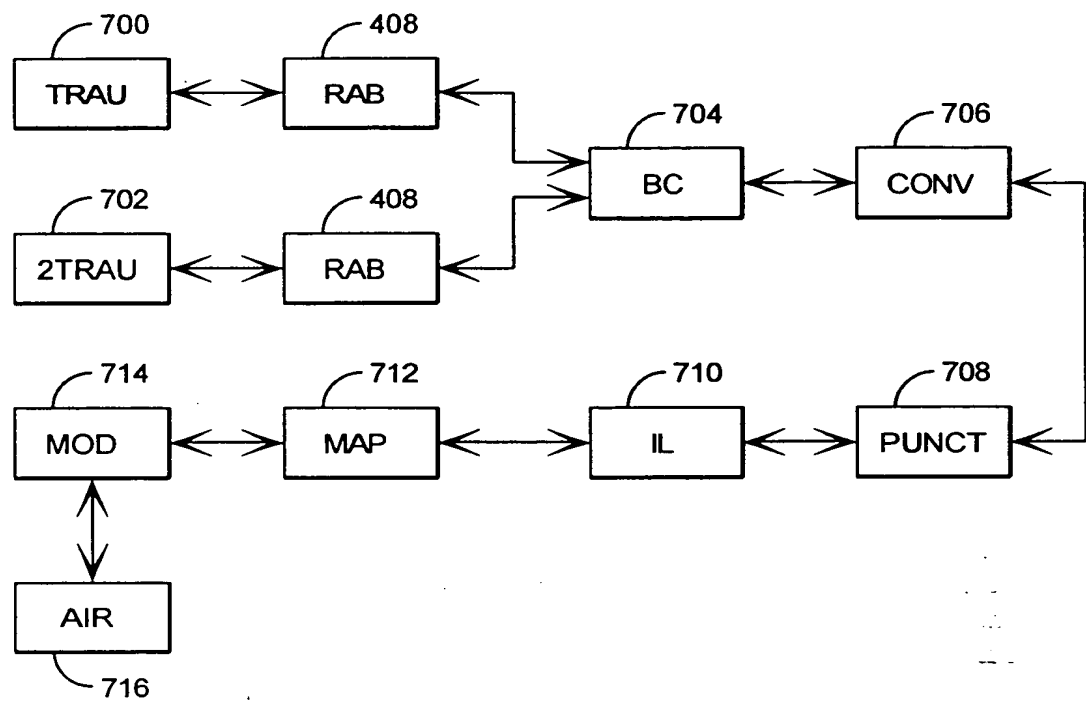 700
408
TRAU
RAB
704
706
BC
CONV
702
408
2TRAU
RAB
714
712
710
708
MOD
MAP
IL
PUNCT
AIR
716